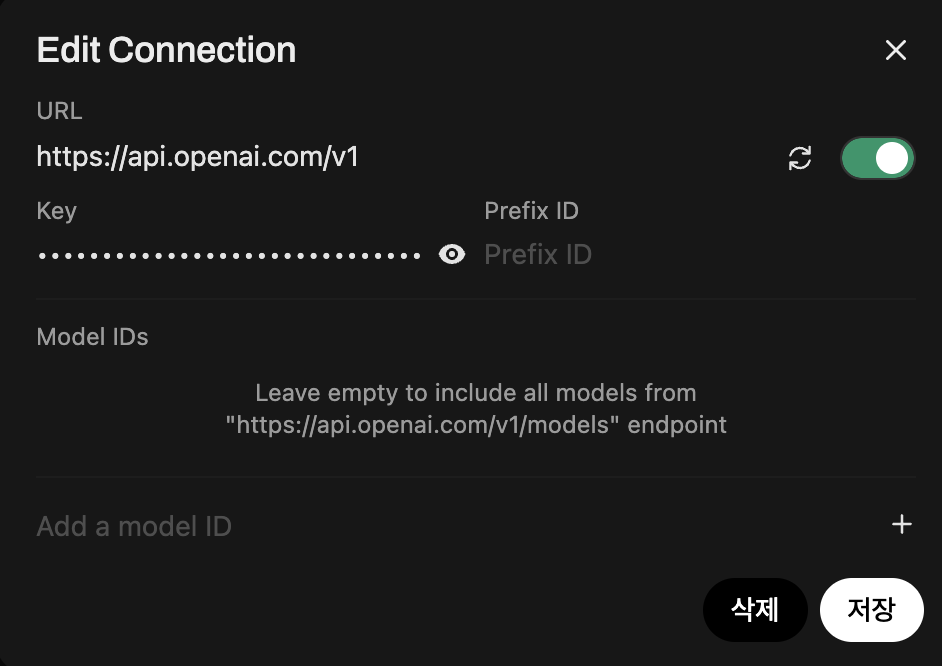 Edit Connection
URL
https://api.openai.com/v1
Key
Prefix ID
••••••••••••••••••••••••••••••
Prefix ID
Model IDs
Leave empty to include all models from
"https://api.openai.com/v1/models" endpoint
Add a model ID
삭제
저장